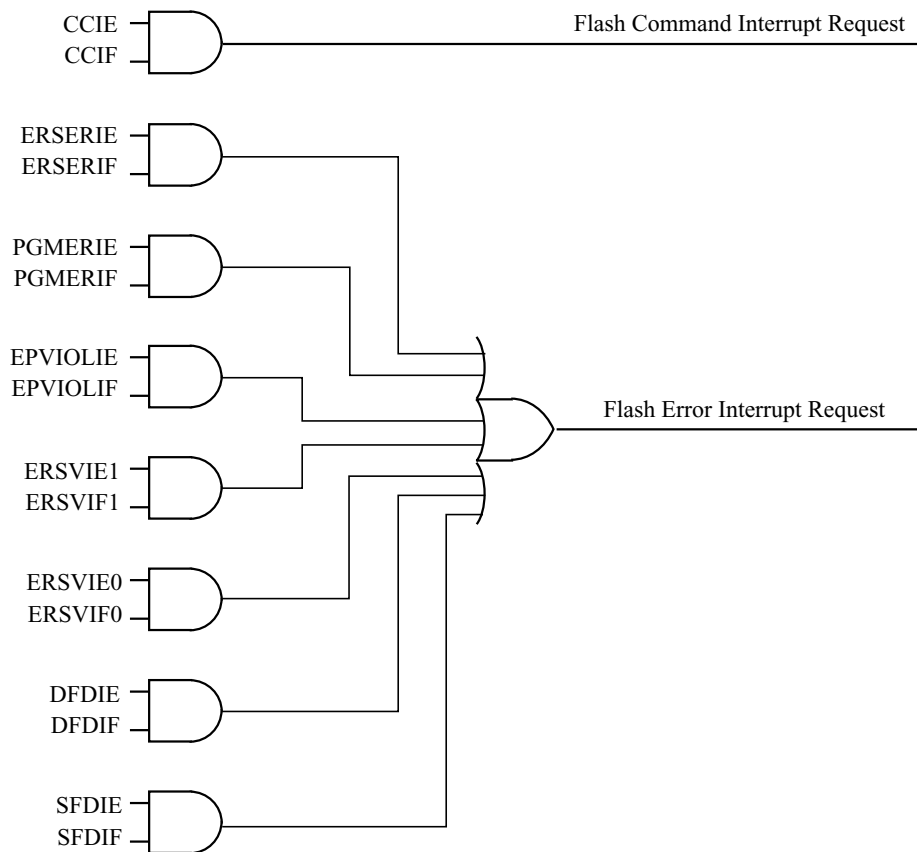 CCIE
CCIF
Flash Command Interrupt Request
ERSERIE
ERSERIF
PGMERIE
PGMERIF
EPVIOLIE
EPVIOLIF
Flash Error Interrupt Request
ERSVIE1
ERSVIF1
ERSVIE0
ERSVIF0
DFDIE
DFDIF
SFDIE
SFDIF